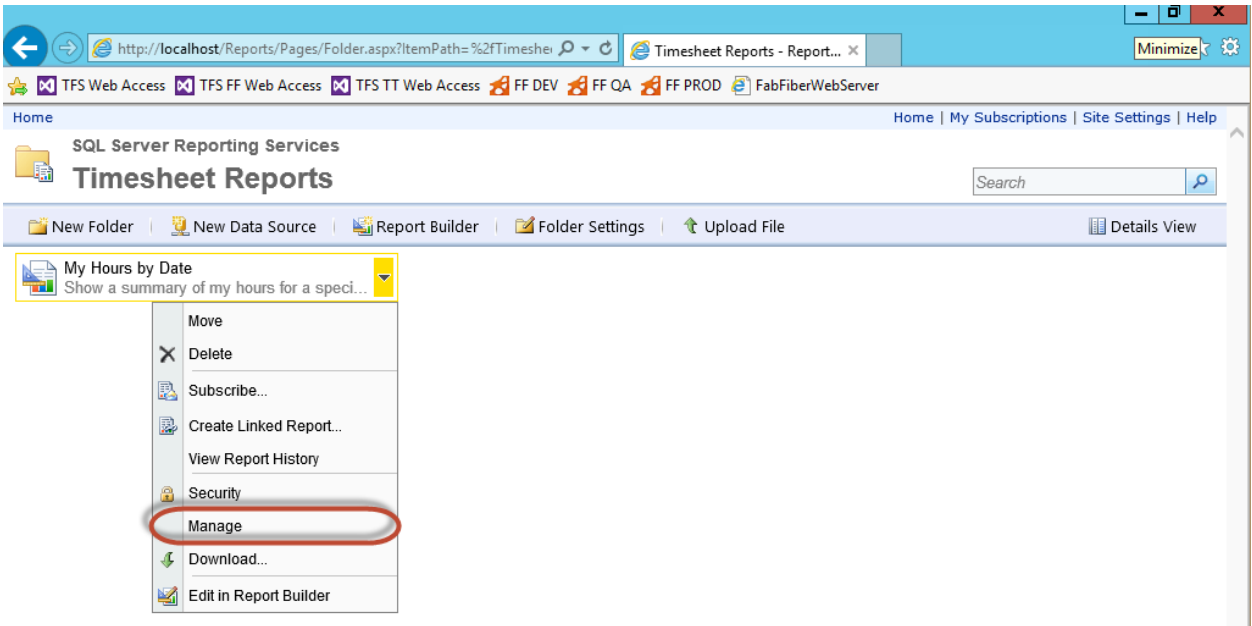 http://localhost/Reports/Pages/Folder.aspx?ItemPath=%2fTimeshee
Timesheet Reports - Report...
Minimize
TFS Web Access TFS FF Web Access TFS TT Web Access FF DEV FF QA FF PROD FabFiberWebServer
Home Home | My Subscriptions | Site Settings | Help
SQL Server Reporting Services
Timesheet Reports
Search
New Folder | New Data Source | Report Builder | Folder Settings | Upload File Details View
My Hours by Date
Show a summary of my hours for a speci...
Move
Delete
Subscribe...
Create Linked Report...
View Report History
Security
Manage
Download...
Edit in Report Builder